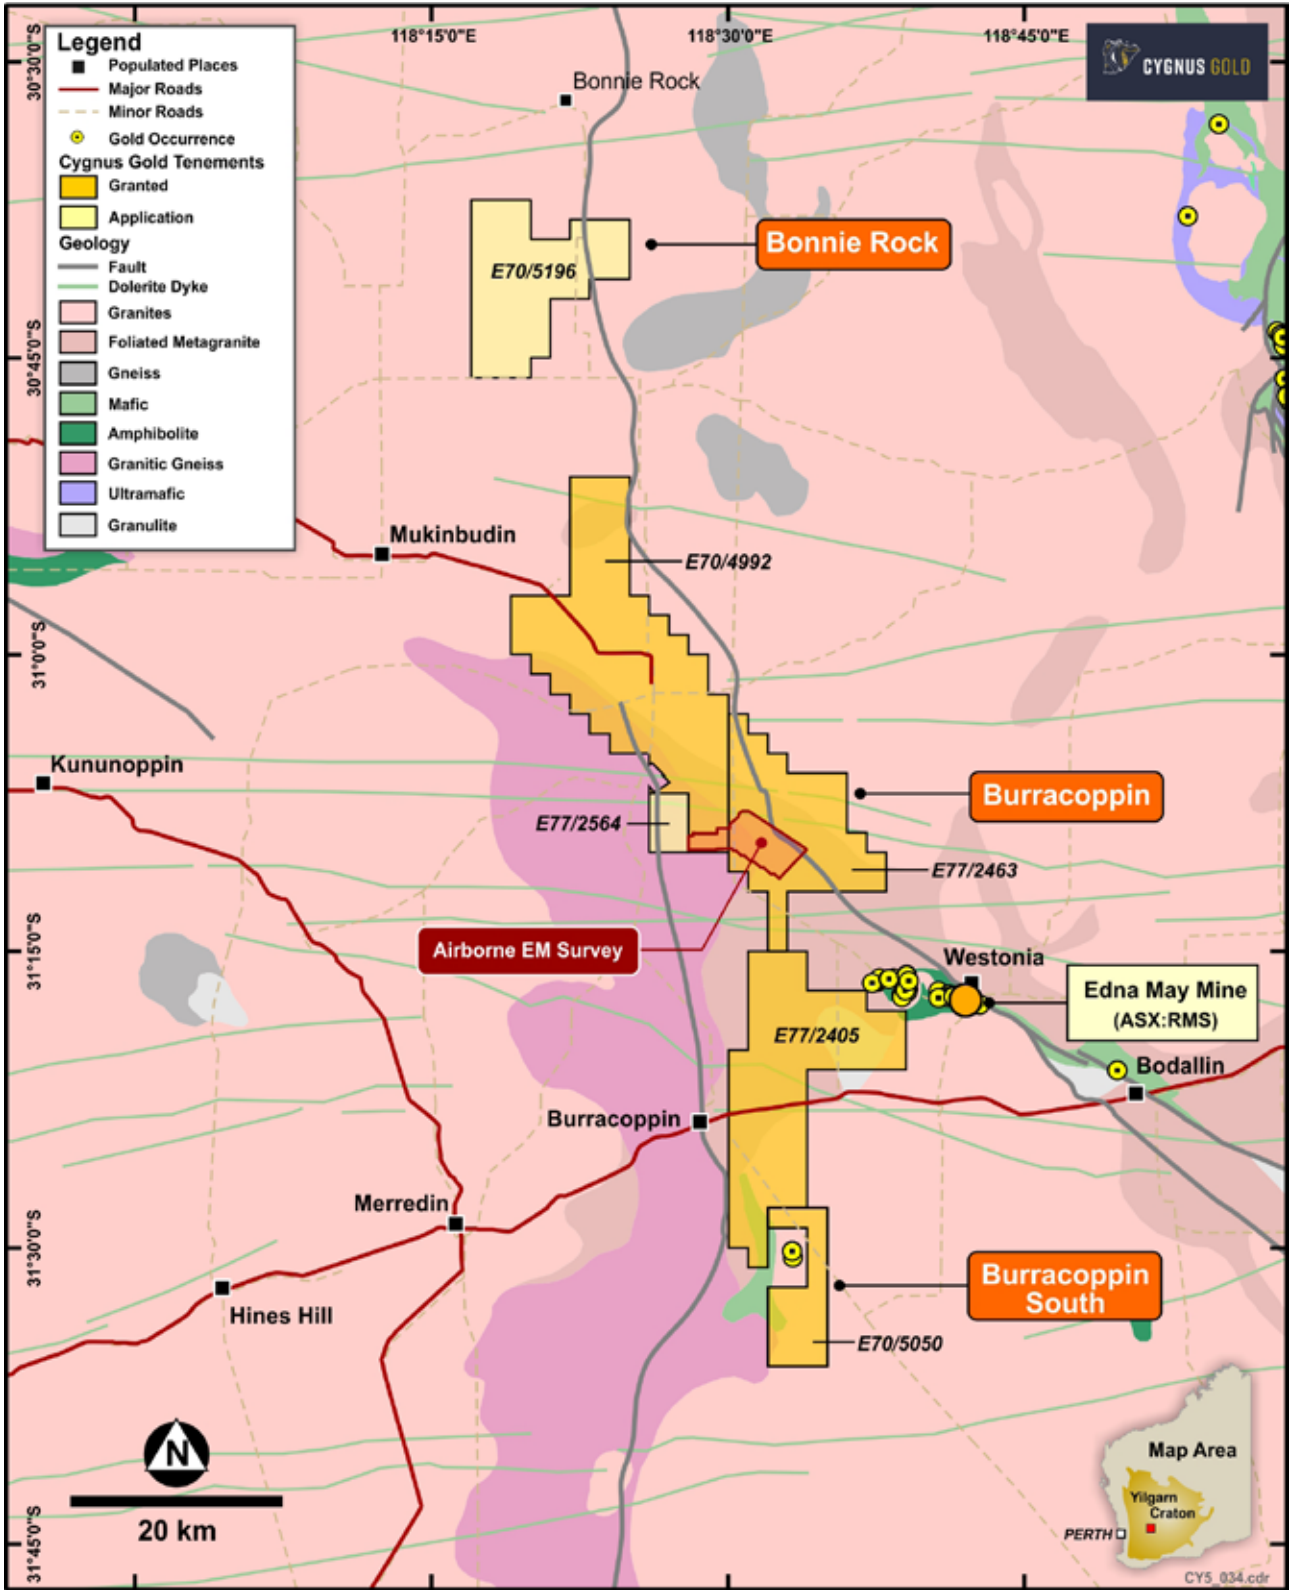 118°15'0"E
118°30'0"E
118°45'0"E
30°30'0"S
30°45'0"S
31°0'0"S
31°15'0"S
31°30'0"S
31°45'0"S
Legend
Populated Places
Major Roads
Minor Roads
Gold Occurrence
Cygnus Gold Tenements
Granted
Application
Geology
Fault
Dolerite Dyke
Granites
Foliated Metagranite
Gneiss
Mafic
Amphibolite
Granitic Gneiss
Ultramafic
Granulite
CYGNUS GOLD
Bonnie Rock
Bonnie Rock
E70/5196
Mukinbudin
E70/4992
Kununoppin
Burracoppin
E77/2564
E77/2463
Airborne EM Survey
Westonia
Edna May Mine
(ASX:RMS)
E77/2405
Bodallin
Burracoppin
Merredin
Hines Hill
Burracoppin
South
E70/5050
N
20 km
Map Area
Yilgarn
Craton
PERTH
CY5_034.cdr